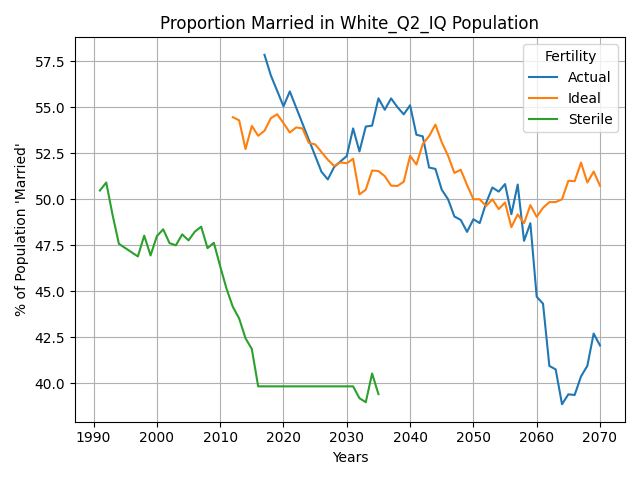 Proportion Married in White_Q2_IQ Population
% of Population 'Married'
57.5
55.0
52.5
50.0
47.5
45.0
42.5
40.0
Fertility
Actual
Ideal
Sterile
1990 2000 2010 2020 2030 2040 2050 2060 2070
Years